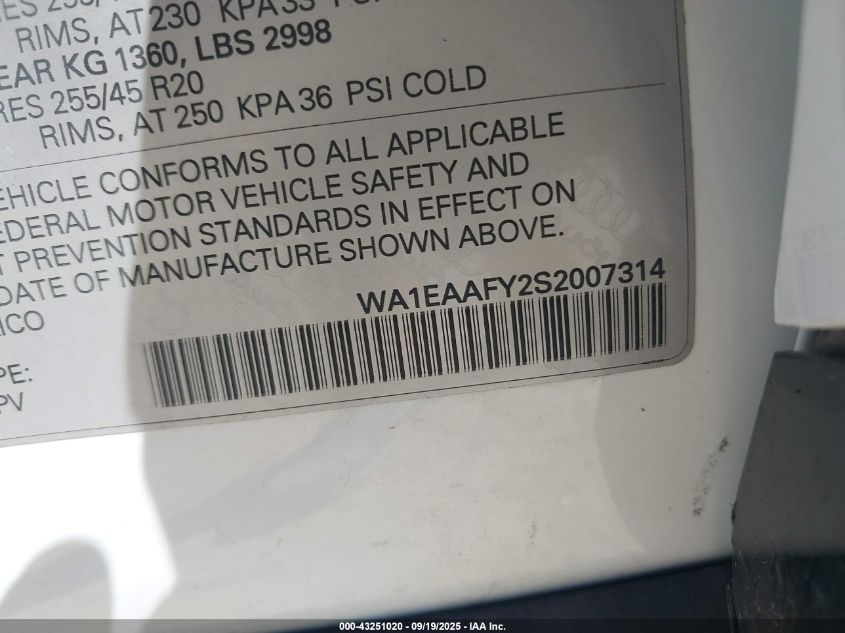 RIMS, AT 230 KPA 33
EAR KG 1360, LBS 2998
RES 255/45 R20
RIMS, AT 250 KPA 36 PSI COLD
EHICLE CONFORMS TO ALL APPLICABLE
EDERAL MOTOR VEHICLE SAFETY AND
T PREVENTION STANDARDS IN EFFECT ON
DATE OF MANUFACTURE SHOWN ABOVE.
ICO
WA1EAAFY2S2007314
PE:
PV
000-43251020 - 09/19/2025 - IAA Inc.